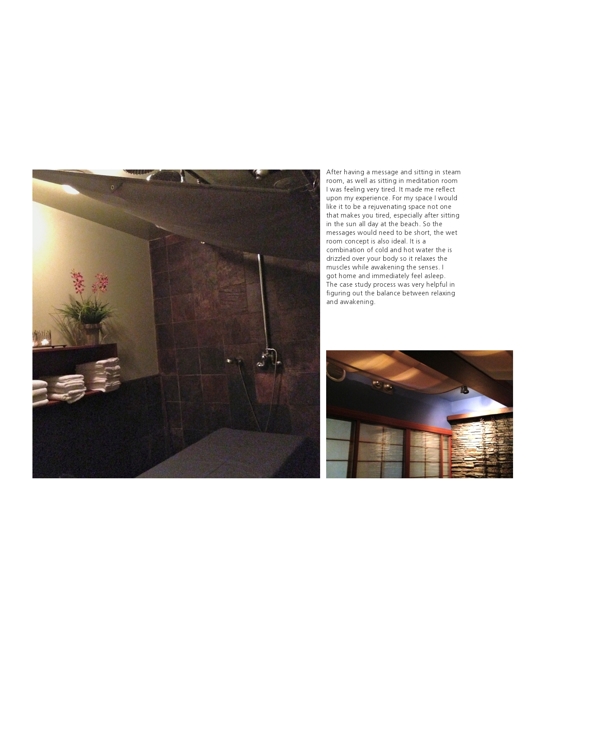 After having a message and sitting in steam
room, as well as sitting in meditation room
I was feeling very tired. It made me reflect
upon my experience. For my space I would
like it to be a rejuvenating space not one
that makes you tired, especially after sitting
in the sun all day at the beach. So the
messages would need to be short, the wet
room concept is also ideal. It is a
combination of cold and hot water the is
drizzled over your body so it relaxes the
muscles while awakening the senses. I
got home and immediately feel asleep.
The case study process was very helpful in
figuring out the balance between relaxing
and awakening.